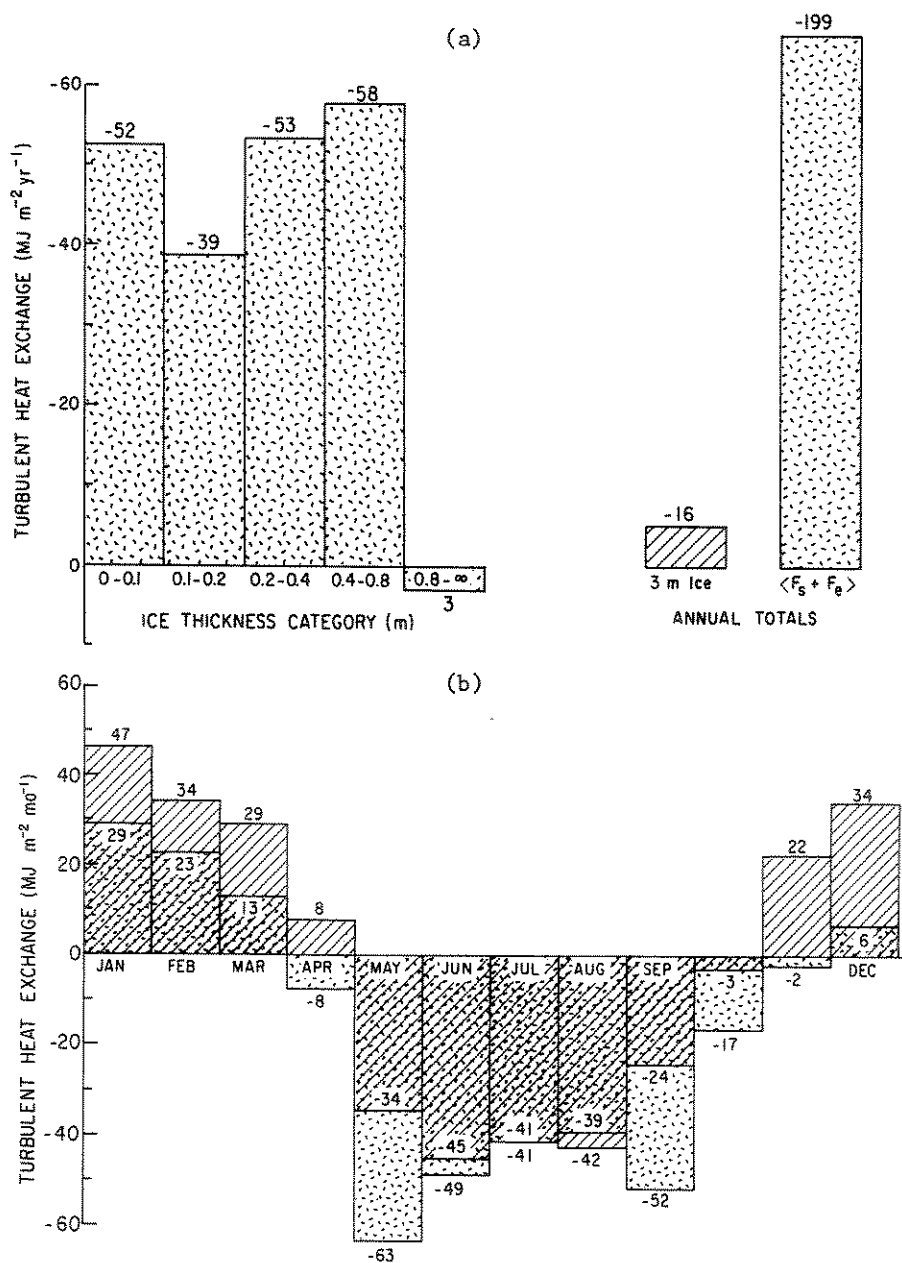 (a)
-199
-60
-58
-52
-53
-39
-40
-20
-16
0
0-0.1
0.1-0.2
0.2-0.4
0.4-0.8
0.8-∞
3
3 m Ice
⟨Fs + Fe⟩
ICE THICKNESS CATEGORY (m)
ANNUAL TOTALS
TURBULENT HEAT EXCHANGE (MJ m⁻² yr⁻¹)
(b)
60
47
40
34
29
34
29
23
22
20
13
8
6
0
JAN
FEB
MAR
APR
MAY
JUN
JUL
AUG
SEP
-3
-2
DEC
-8
-17
-20
-24
-34
-39
-40
-41
-41
-42
-45
-49
-52
-60
-63
TURBULENT HEAT EXCHANGE (MJ m⁻² mo⁻¹)